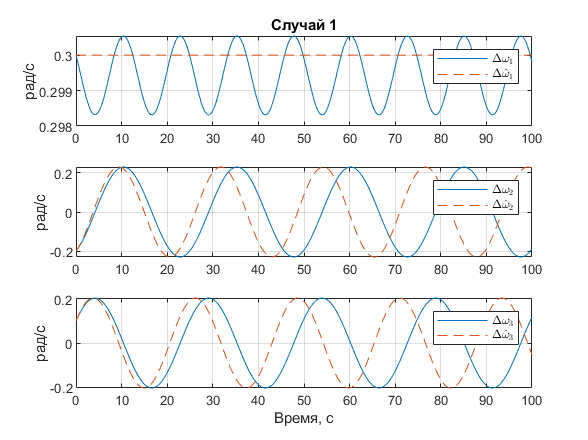 Случай 1
рад/с
0.3
0.299
0.298
0 10 20 30 40 50 60 70 80 90 100
Δω₁
Δω̂₁
рад/с
0.2
0
-0.2
0 10 20 30 40 50 60 70 80 90 100
Δω₂
Δω̂₂
рад/с
0.2
0
-0.2
0 10 20 30 40 50 60 70 80 90 100
Δω₃
Δω̂₃
Время, с